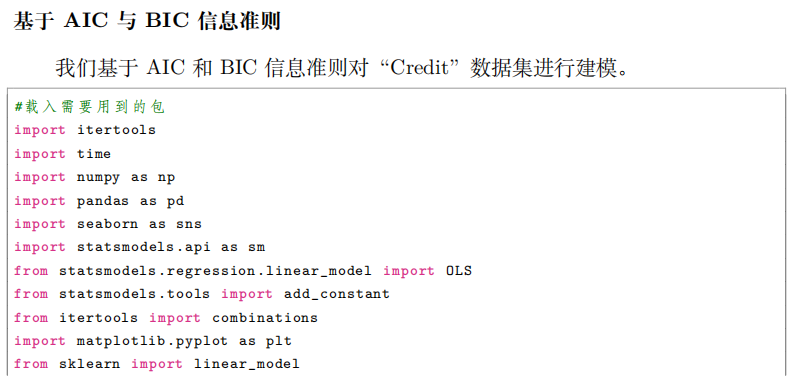 基于 AIC 与 BIC 信息准则
我们基于 AIC 和 BIC 信息准则对“Credit”数据集进行建模。
#载入需要用到的包
import itertools
import time
import numpy as np
import pandas as pd
import seaborn as sns
import statsmodels.api as sm
from statsmodels.regression.linear_model import OLS
from statsmodels.tools import add_constant
from itertools import combinations
import matplotlib.pyplot as plt
from sklearn import linear_model